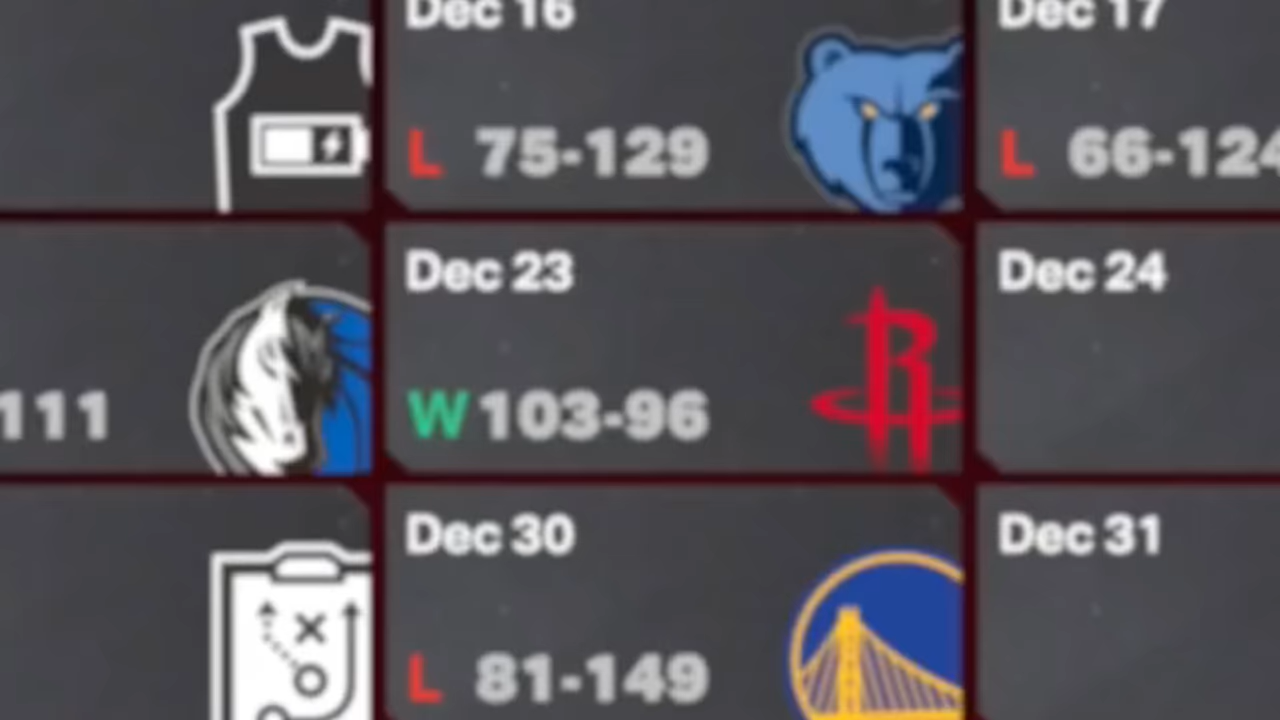 Dec 16
Dec 17
L 75-129
L 66-124
Dec 23
Dec 24
111
W 103-96
Dec 30
Dec 31
L 81-149